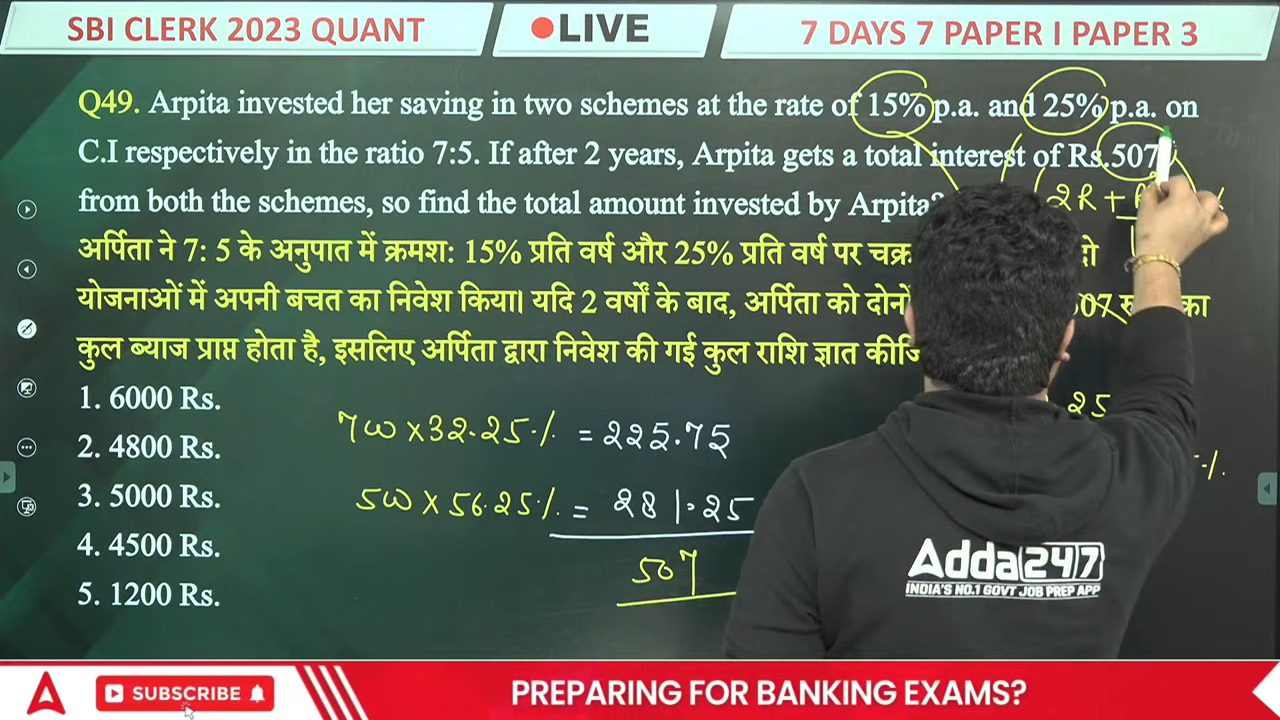 SBI CLERK 2023 QUANT
LIVE
7 DAYS 7 PAPER I PAPER 3
Q49. Arpita invested her saving in two schemes at the rate of 15% p.a. and 25% p.a. on
C.I respectively in the ratio 7:5. If after 2 years, Arpita gets a total interest of Rs.507
from both the schemes, so find the total amount invested by Arpita?
2R +
अर्पिता ने 7: 5 के अनुपात में क्रमश: 15% प्रति वर्ष और 25% प्रति वर्ष पर चक्र
योजनाओं में अपनी बचत का निवेश किया। यदि 2 वर्षों के बाद, अर्पिता को दोनों का
कुल ब्याज प्राप्त होता है, इसलिए अर्पिता द्वारा निवेश की गई कुल राशि ज्ञात
1. 6000 Rs.
2. 4800 Rs.
3. 5000 Rs.
4. 4500 Rs.
5. 1200 Rs.
700 x 32.25% = 225.75
500 x 56.25% = 281.25
507
25
Adda247
INDIA'S NO.1 GOVT JOB PREP APP
SUBSCRIBE
PREPARING FOR BANKING EXAMS?